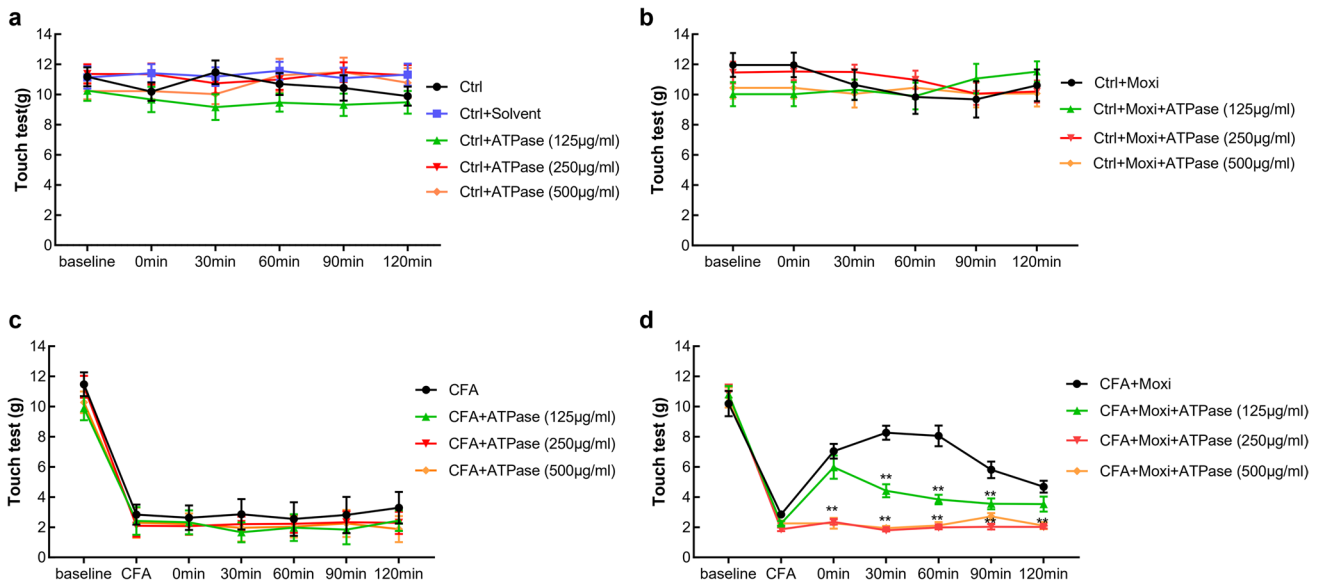 a
Touch test(g)
14
12
10
8
6
4
2
0
baseline 0min 30min 60min 90min 120min
Ctrl
Ctrl+Solvent
Ctrl+ATPase (125μg/ml)
Ctrl+ATPase (250μg/ml)
Ctrl+ATPase (500μg/ml)
b
Touch test (g)
14
12
10
8
6
4
2
0
baseline 0min 30min 60min 90min 120min
Ctrl+Moxi
Ctrl+Moxi+ATPase (125μg/ml)
Ctrl+Moxi+ATPase (250μg/ml)
Ctrl+Moxi+ATPase (500μg/ml)
c
Touch test (g)
14
12
10
8
6
4
2
0
baseline CFA 0min 30min 60min 90min 120min
CFA
CFA+ATPase (125μg/ml)
CFA+ATPase (250μg/ml)
CFA+ATPase (500μg/ml)
d
Touch test (g)
14
12
10
8
6
4
2
0
** ** **
** ** ** ** **
baseline CFA 0min 30min 60min 90min 120min
CFA+Moxi
CFA+Moxi+ATPase (125μg/ml)
CFA+Moxi+ATPase (250μg/ml)
CFA+Moxi+ATPase (500μg/ml)